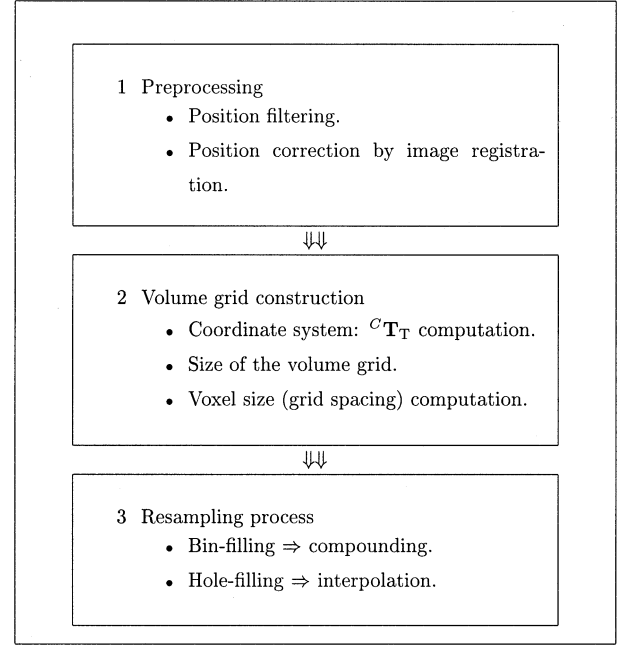 1 Preprocessing
• Position filtering.
• Position correction by image registra-
tion.
⇓⇓
2 Volume grid construction
• Coordinate system: ᶜT_T computation.
• Size of the volume grid.
• Voxel size (grid spacing) computation.
⇓⇓
3 Resampling process
• Bin-filling ⇒ compounding.
• Hole-filling ⇒ interpolation.